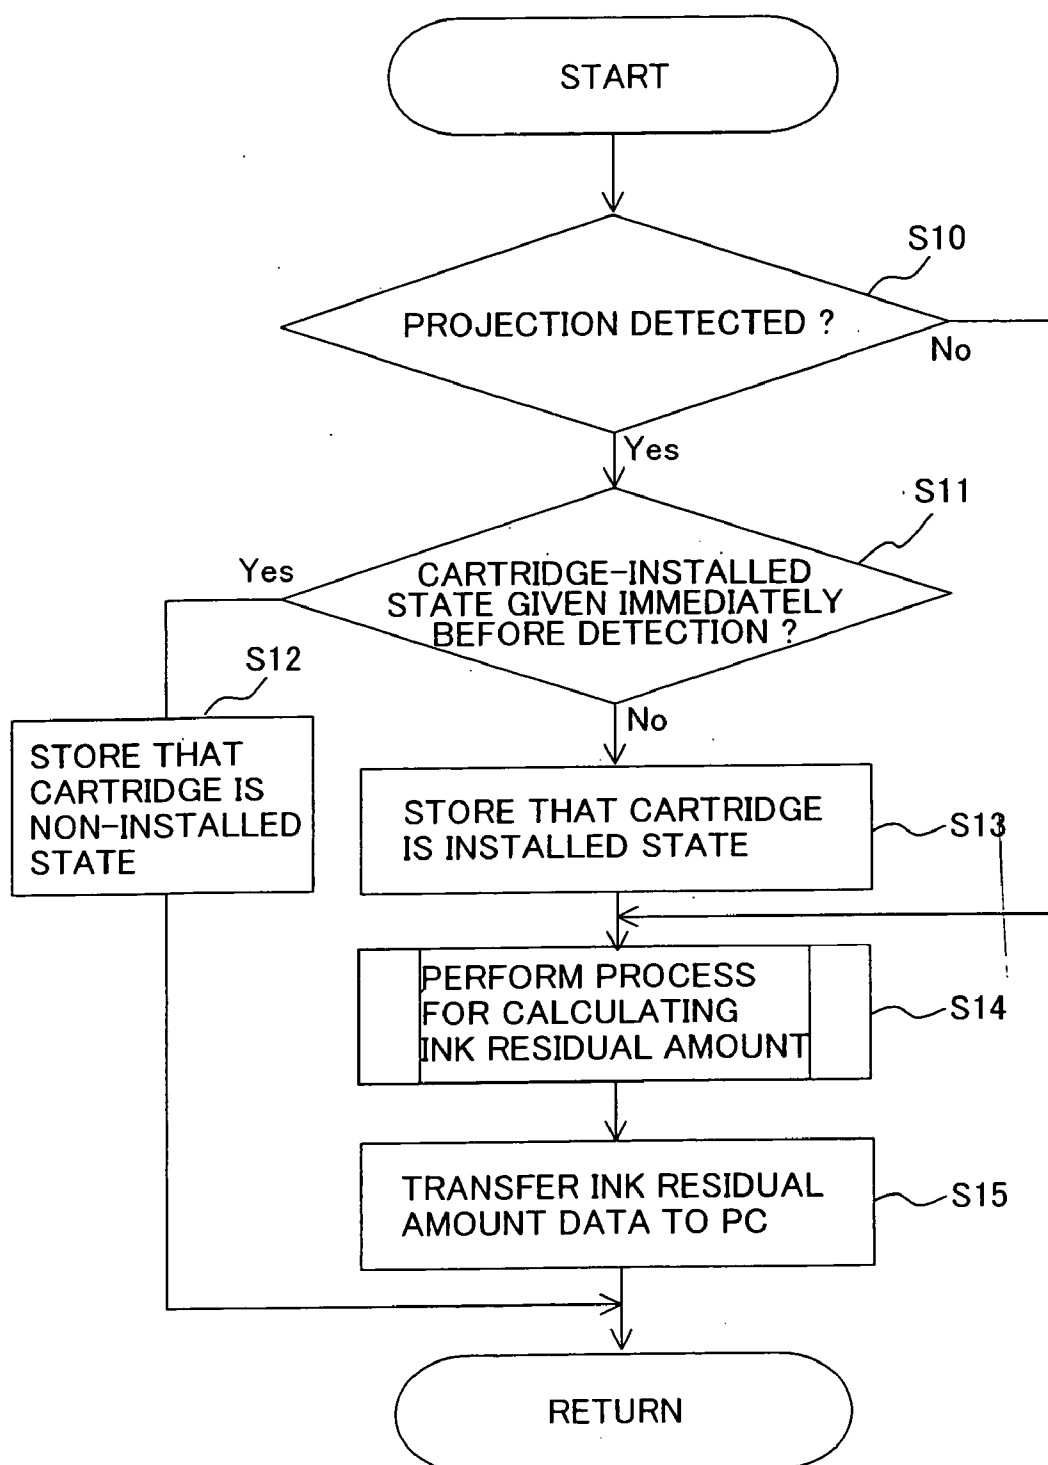 START
S10
PROJECTION DETECTED ?
No
Yes
S11
Yes
CARTRIDGE-INSTALLED
STATE GIVEN IMMEDIATELY
BEFORE DETECTION ?
S12
No
STORE THAT
CARTRIDGE IS
NON-INSTALLED
STATE
STORE THAT CARTRIDGE
IS INSTALLED STATE
S13
PERFORM PROCESS
FOR CALCULATING
INK RESIDUAL AMOUNT
S14
TRANSFER INK RESIDUAL
AMOUNT DATA TO PC
S15
RETURN